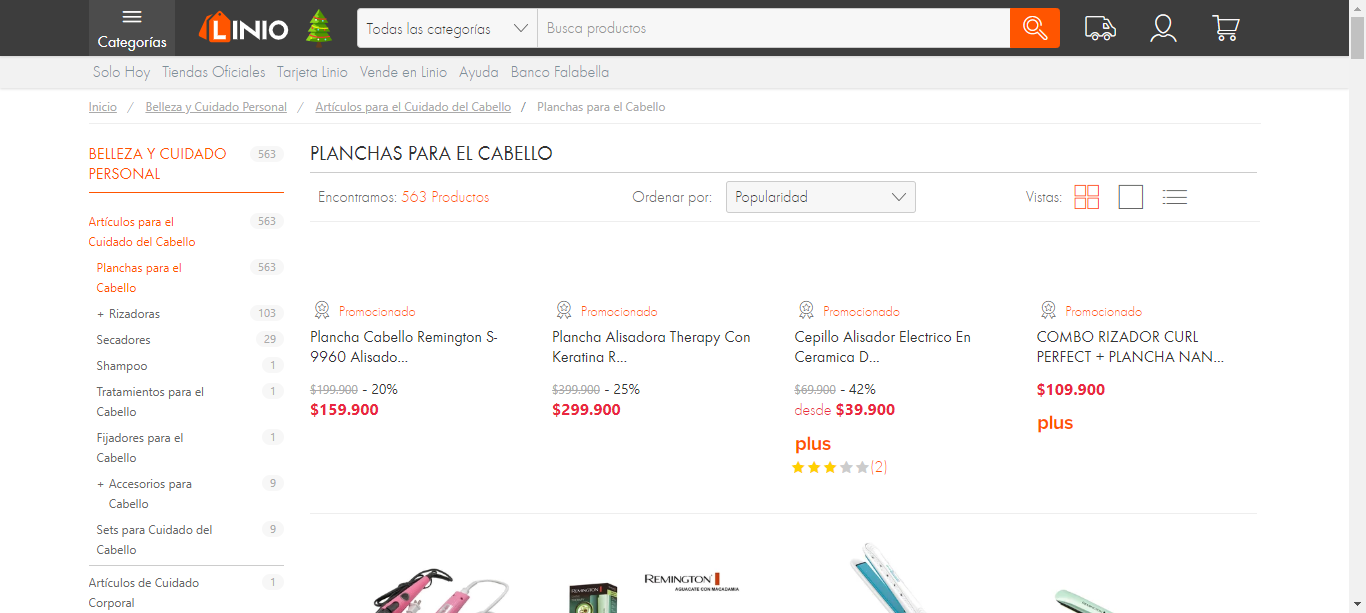 Categorías
LINIO
Todas las categorías
Busca productos
Solo Hoy
Tiendas Oficiales
Tarjeta Linio
Vende en Linio
Ayuda
Banco Falabella
Inicio / Belleza y Cuidado Personal / Artículos para el Cuidado del Cabello / Planchas para el Cabello
BELLEZA Y CUIDADO 563
PERSONAL
Artículos para el 563
Cuidado del Cabello
Planchas para el 563
Cabello
+ Rizadoras 103
Secadores 29
Shampoo 1
Tratamientos para el 1
Cabello
Fijadores para el 1
Cabello
+ Accesorios para 9
Cabello
Sets para Cuidado del 9
Cabello
Artículos de Cuidado 1
Corporal
PLANCHAS PARA EL CABELLO
Encontramos: 563 Productos
Ordenar por:
Popularidad
Vistas:
Promocionado
Plancha Cabello Remington S-
9960 Alisado...
$199.900 - 20%
$159.900
Promocionado
Plancha Alisadora Therapy Con
Keratina R...
$399.900 - 25%
$299.900
Promocionado
Cepillo Alisador Electrico En
Ceramica D...
$69.900 - 42%
desde $39.900
plus
(2)
Promocionado
COMBO RIZADOR CURL
PERFECT + PLANCHA NAN...
$109.900
plus
REMINGTON
AGUACATE CON MACADAMIA